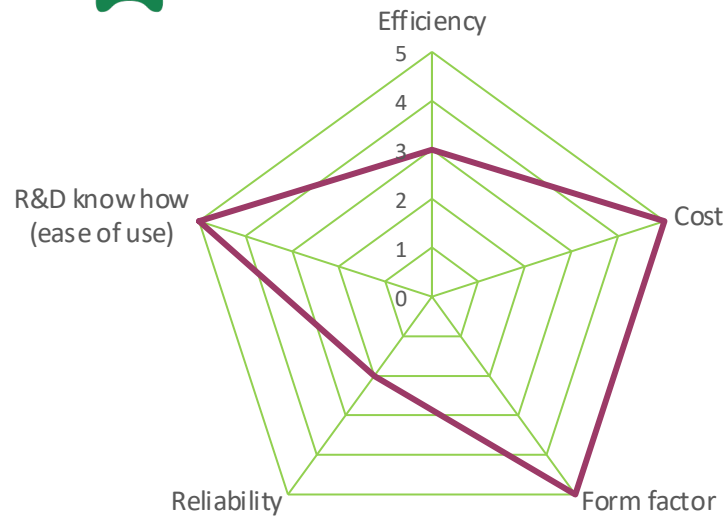 Efficiency
5
4
3
2
1
0
R&D know how
(ease of use)
Cost
Reliability
Form factor